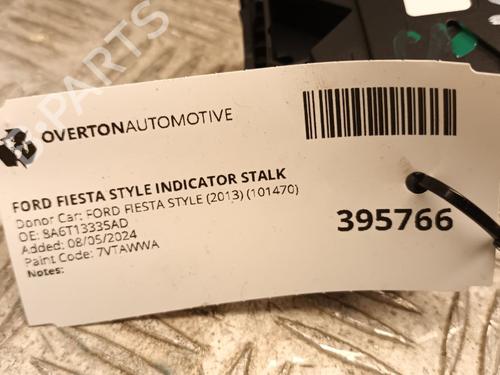 OVERTONAUTOMOTIVE
FORD FIESTA STYLE INDICATOR STALK
Donor Car: FORD FIESTA STYLE (2013) (101470)
OE: 8A6T13335AD
Added: 08/05/2024
Paint Code: 7VTAWWA
Notes:
395766
B-PARTS